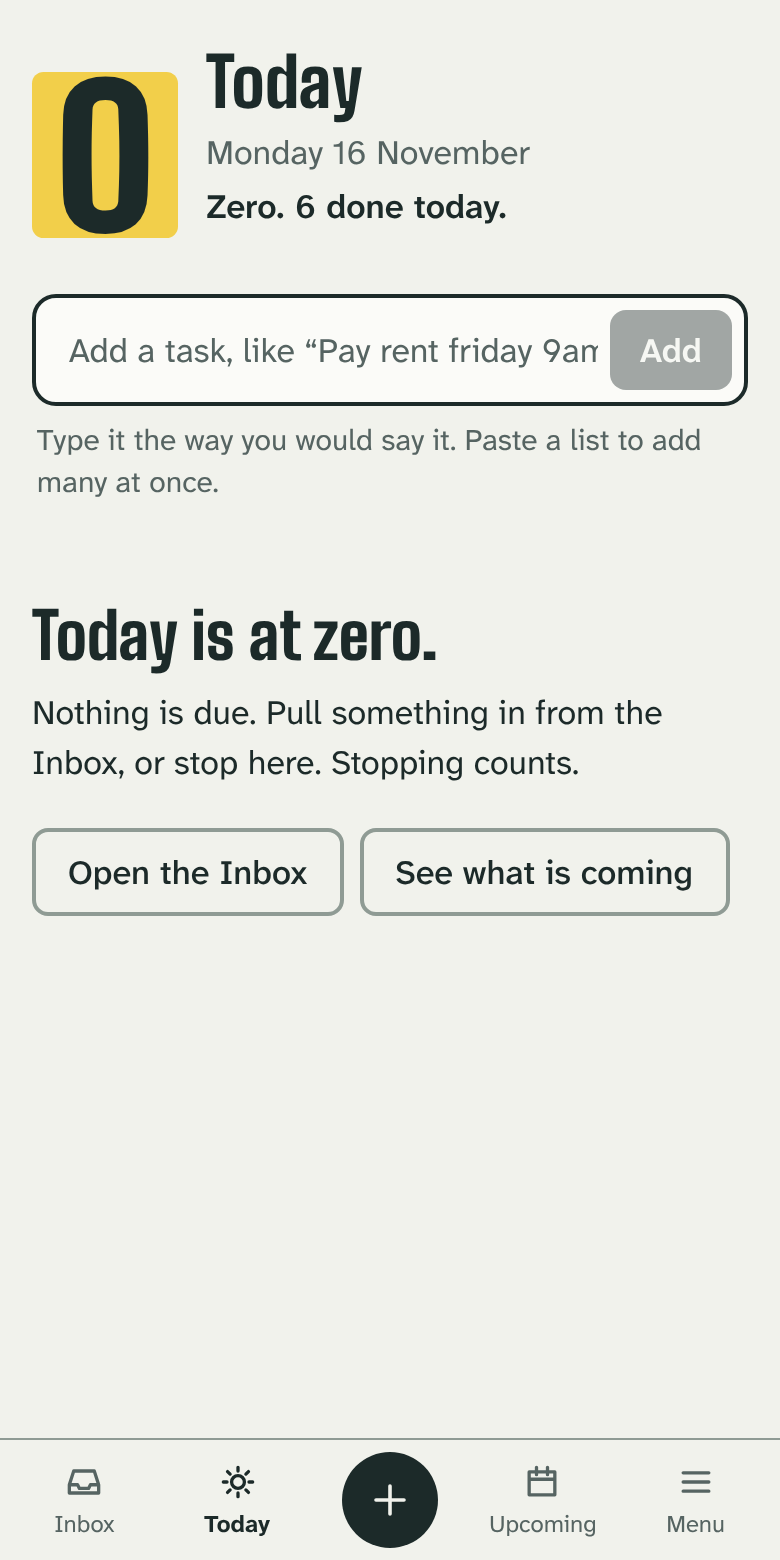 0
Today
Monday 16 November
Zero. 6 done today.
Add a task, like “Pay rent friday 9am
Add
Type it the way you would say it. Paste a list to add
many at once.
Today is at zero.
Nothing is due. Pull something in from the
Inbox, or stop here. Stopping counts.
Open the Inbox
See what is coming
Inbox
Today
Upcoming
Menu